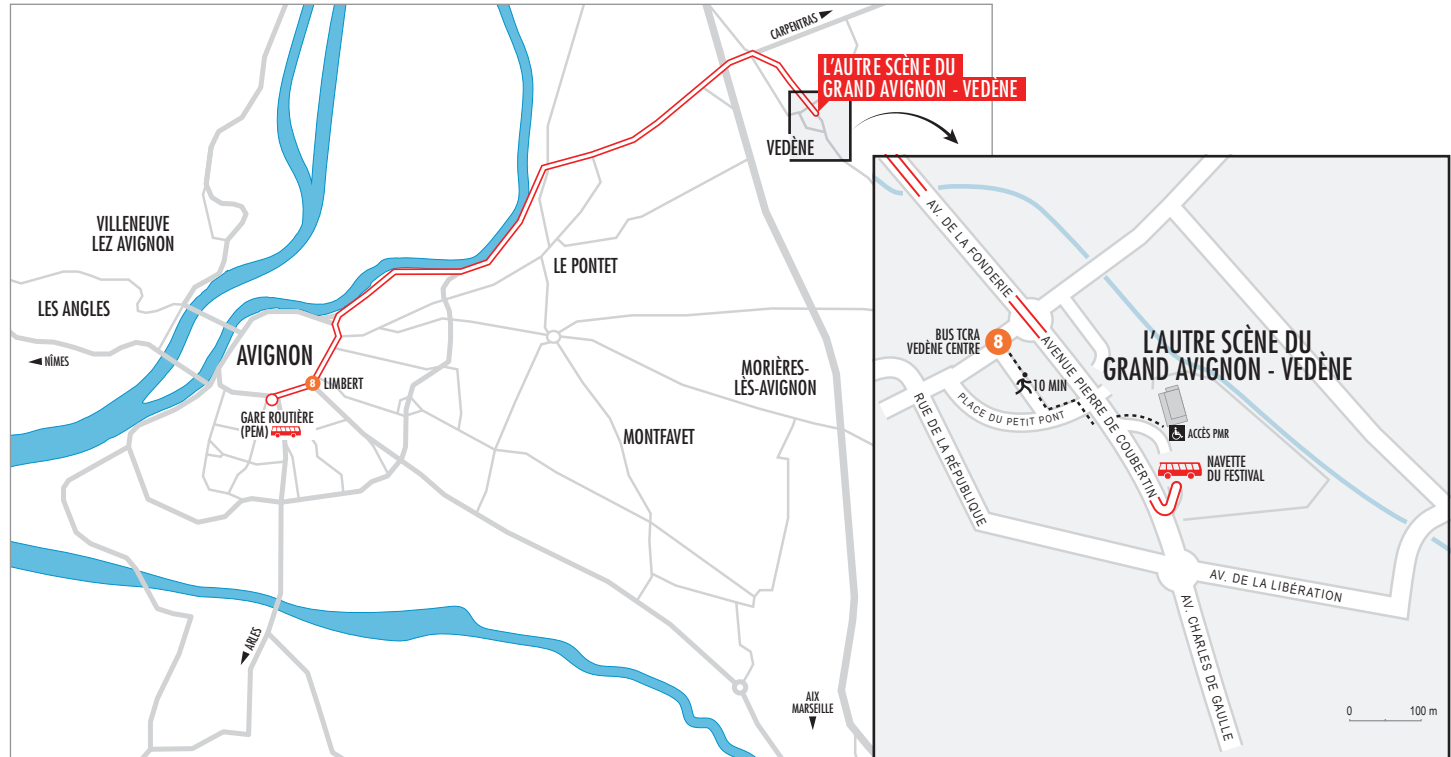 CARPENTRAS
L'AUTRE SCÈNE DU
GRAND AVIGNON - VEDÈNE
VEDÈNE
VILLENEUVE
LEZ AVIGNON
LE PONTET
LES ANGLES
NÎMES
AVIGNON
8 LIMBERT
GARE ROUTIÈRE
(PEM)
MORIÈRES-
LÈS-AVIGNON
MONTFAVET
ARLES
AIX
MARSEILLE
AV. DE LA FONDERIE
BUS TCRA
VEDÈNE CENTRE
8
L'AUTRE SCÈNE DU
GRAND AVIGNON - VEDÈNE
10 MIN
AVENUE PIERRE DE COUBERTIN
PLACE DU PETIT PONT
RUE DE LA RÉPUBLIQUE
ACCÈS PMR
NAVETTE
DU FESTIVAL
AV. DE LA LIBÉRATION
AV. CHARLES DE GAULLE
0 100 m